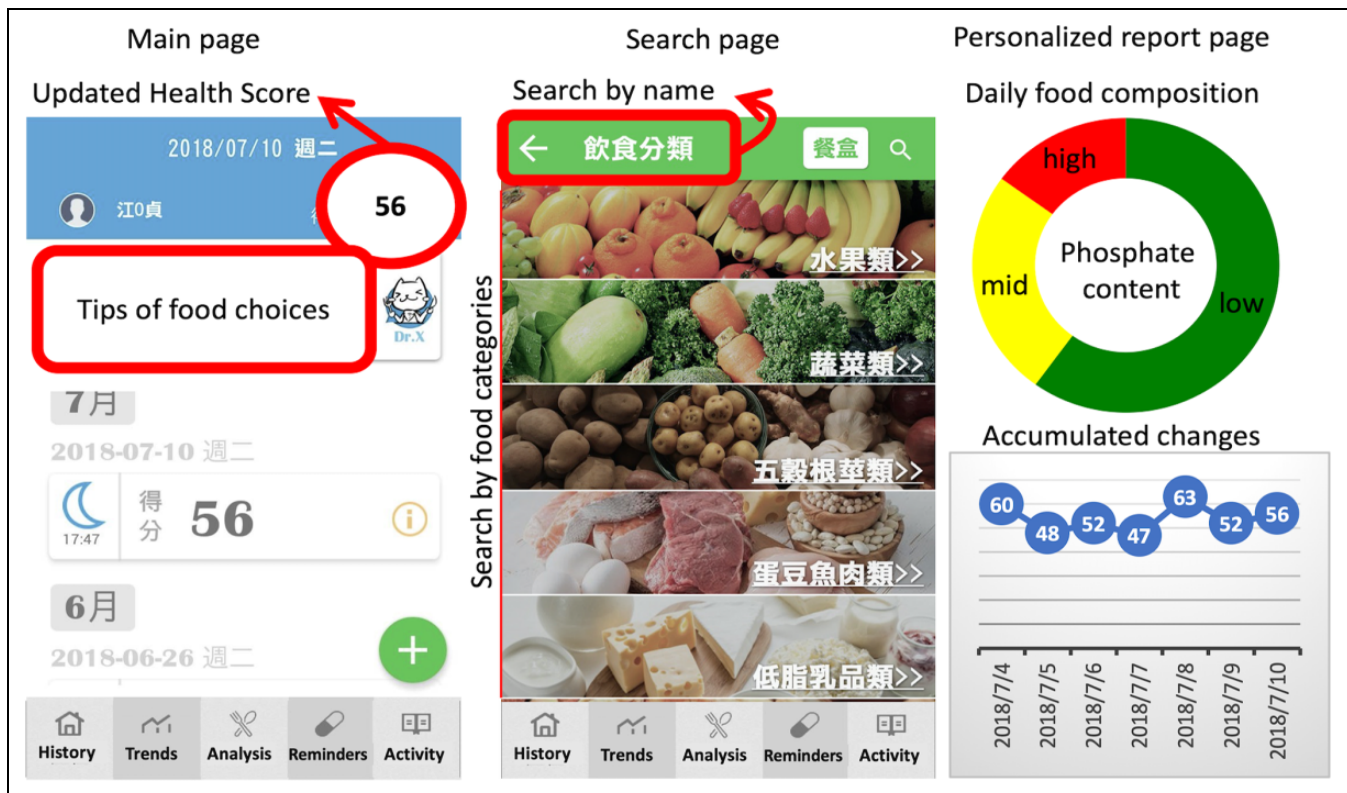 Main page
Updated Health Score
2018/07/10 週二
江0貞
56
Tips of food choices
Dr.X
7月
2018-07-10 週二
17:47
得分
56
6月
2018-06-26 週二
History
Trends
Analysis
Reminders
Activity
Search page
Search by name
飲食分類
餐盒
Search by food categories
水果類>>
蔬菜類>>
五穀根莖類>>
蛋豆魚肉類>>
低脂乳品類>>
History
Trends
Analysis
Reminders
Activity
Personalized report page
Daily food composition
high
mid
low
Phosphate
content
Accumulated changes
60
48
52
47
63
52
56
2018/7/4
2018/7/5
2018/7/6
2018/7/7
2018/7/8
2018/7/9
2018/7/10